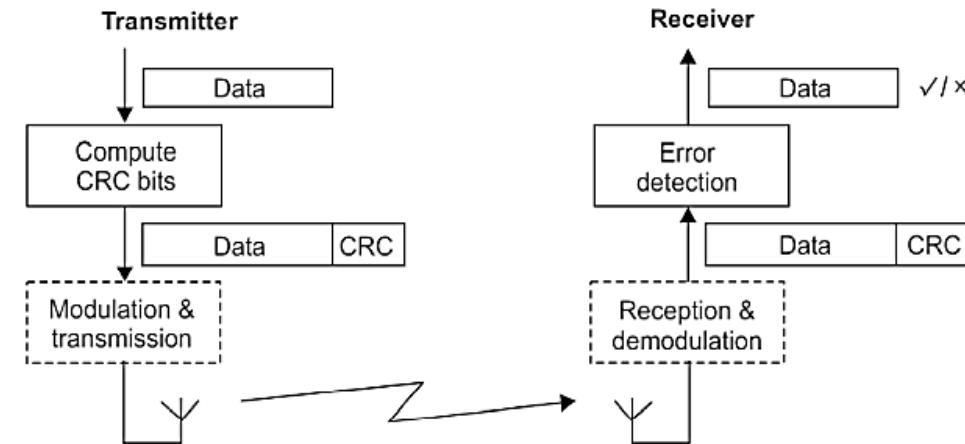 Transmitter
Data
Compute
CRC bits
Data CRC
Modulation &
transmission
Receiver
Data ✓/ ×
Error
detection
Data CRC
Reception &
demodulation